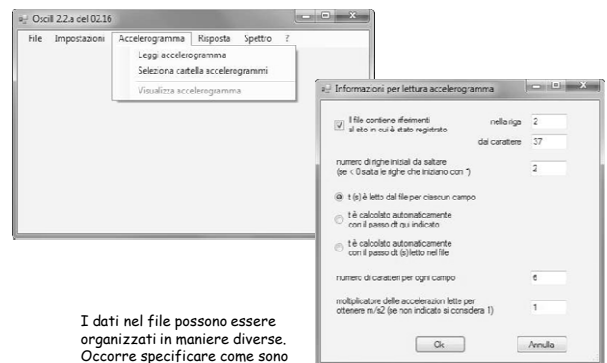 Oscill 2.2.a del 02.16
File Impostazioni Accelerogramma Risposta Spettro ?
Leggi accelerogramma
Seleziona cartella accelerogrammi
Visualizza accelerogramma
Informazioni per lettura accelerogramma
Il file contiene riferimenti
al sito in cui è stato registrato
nella riga 2
dal carattere 37
numero di righe iniziali da saltare
(se < 0 salta le righe che iniziano con *)
2
t (s) è letto dal file per ciascun campo
t è calcolato automaticamente
con il passo dt qui indicato
t è calcolato automaticamente
con il passo dt (s) letto nel file
numero di caratteri per ogni campo 6
moltiplicatore delle accelerazioni lette per
ottenere m/s2 (se non indicato si considera 1)
1
Ok Annulla
I dati nel file possono essere
organizzati in maniere diverse.
Occorre specificare come sono